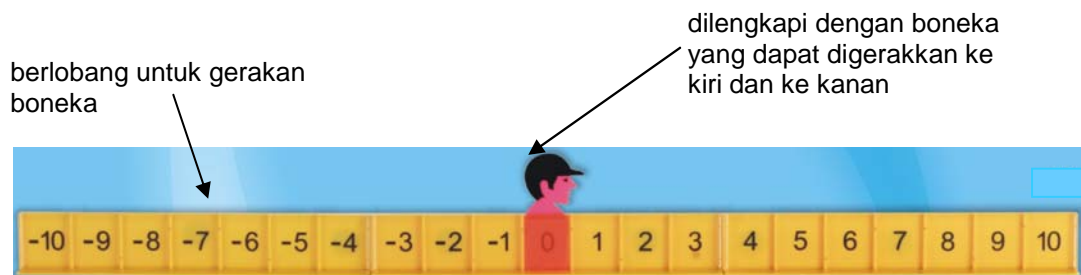 dilengkapi dengan boneka
yang dapat digerakkan ke
kiri dan ke kanan
berlobang untuk gerakan
boneka
-10 -9 -8 -7 -6 -5 -4 -3 -2 -1 0 1 2 3 4 5 6 7 8 9 10